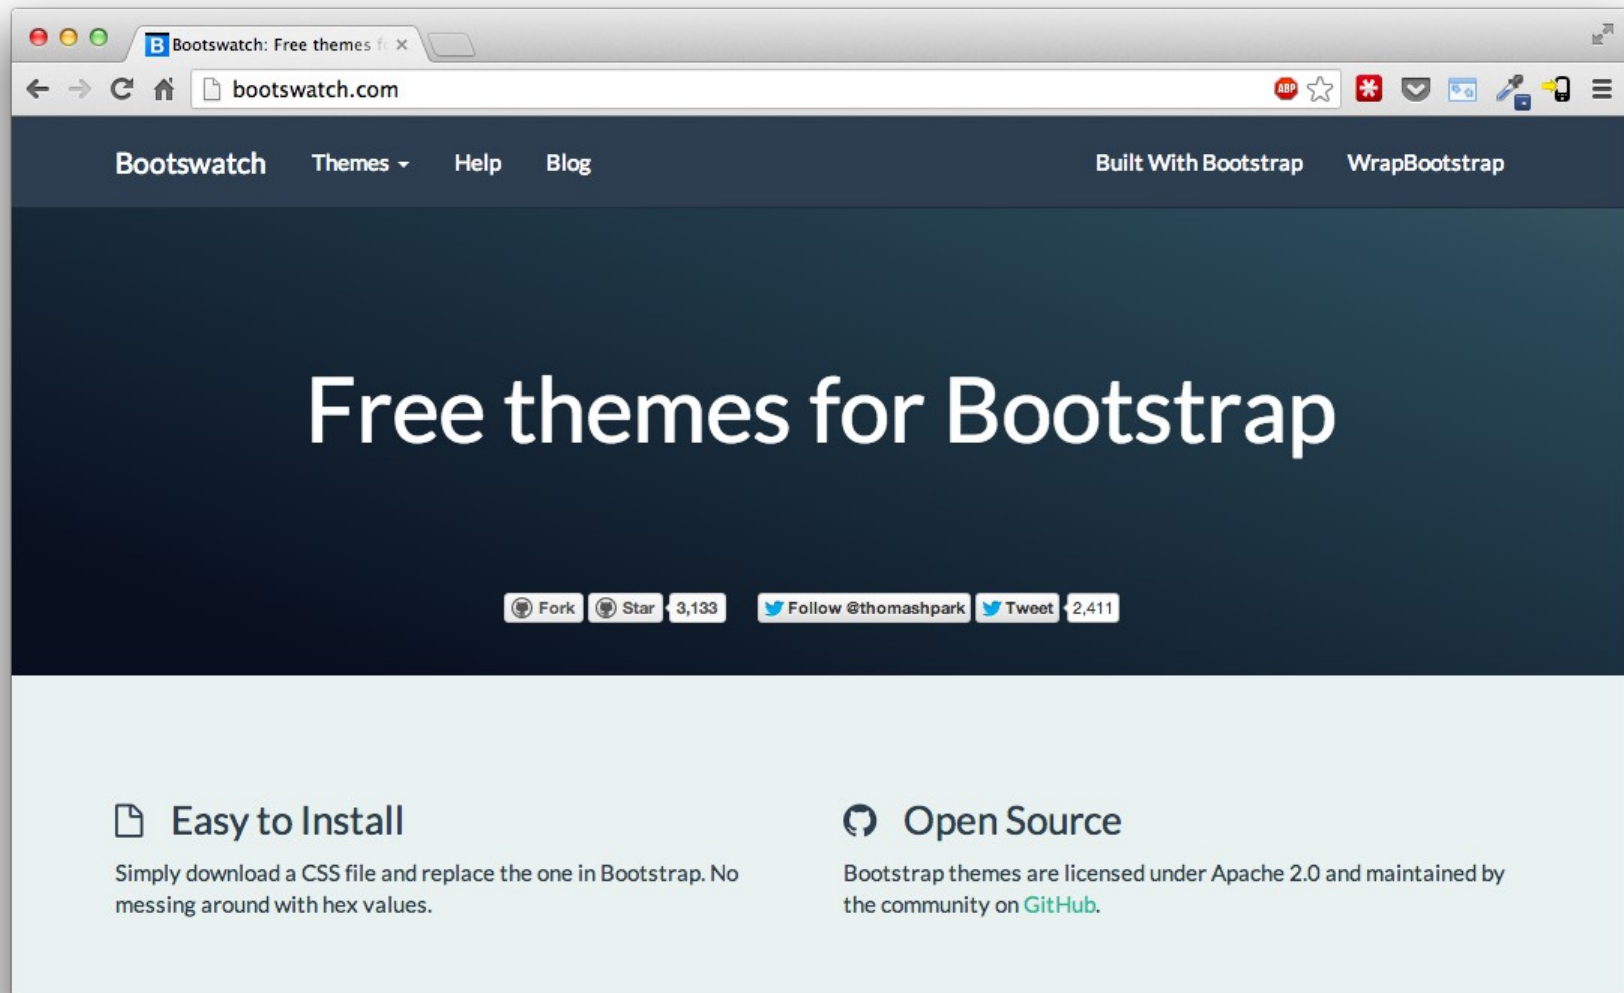 B Bootswatch: Free themes
bootswatch.com
ABP
Bootswatch Themes Help Blog Built With Bootstrap WrapBootstrap
Free themes for Bootstrap
Fork Star 3,133 Follow @thomashpark Tweet 2,411
Easy to Install
Simply download a CSS file and replace the one in Bootstrap. No
messing around with hex values.
Open Source
Bootstrap themes are licensed under Apache 2.0 and maintained by
the community on GitHub.